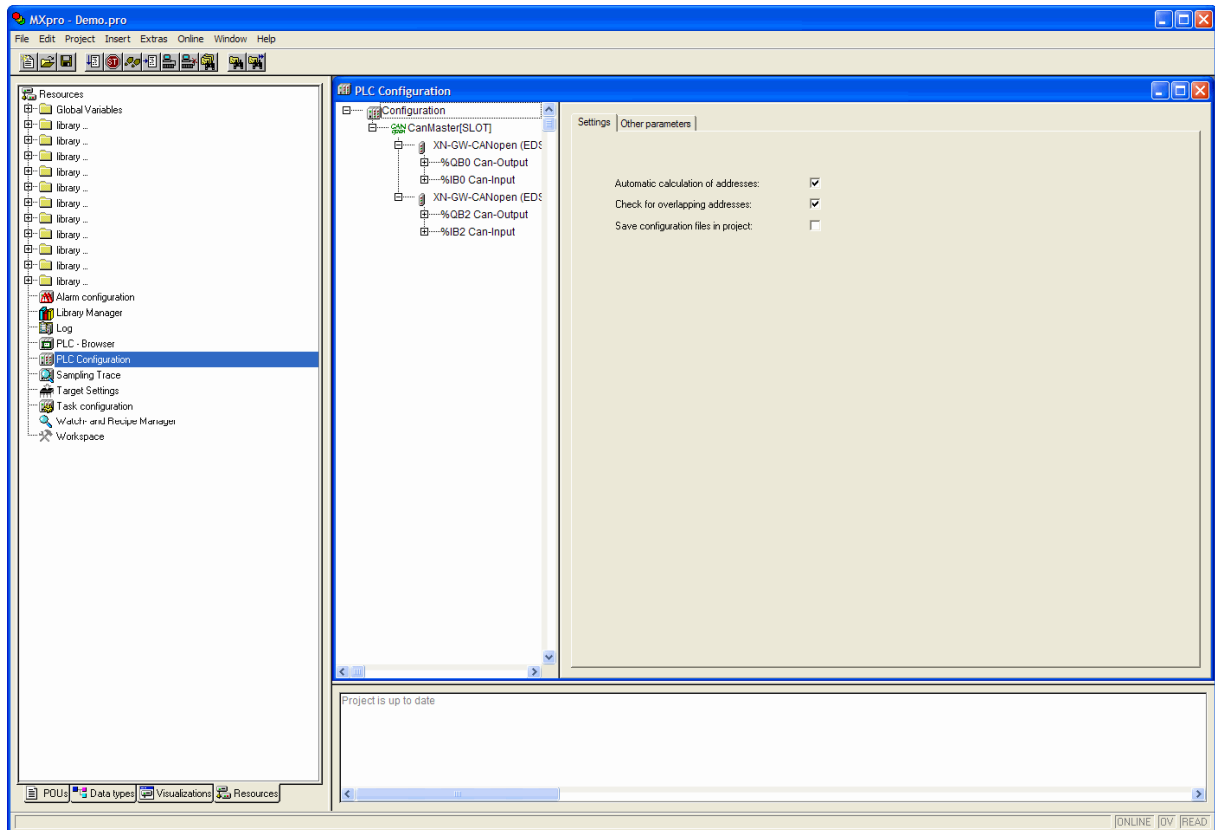 MXpro - Demo.pro
File Edit Project Insert Extras Online Window Help
Resources
Global Variables
library ...
library ...
library ...
library ...
library ...
library ...
library ...
library ...
library ...
library ...
library ...
Alarm configuration
Library Manager
Log
PLC - Browser
PLC Configuration
Sampling Trace
Target Settings
Task configuration
Watch- and Recipe Manager
Workspace
POUs Data types Visualizations Resources
PLC Configuration
Configuration
CanMaster[SLOT]
XN-GW-CANopen (EDS
%QB0 Can-Output
%IB0 Can-Input
XN-GW-CANopen (EDS
%QB2 Can-Output
%IB2 Can-Input
Settings Other parameters
Automatic calculation of addresses:
Check for overlapping addresses:
Save configuration files in project:
Project is up to date
ONLINE OV READ